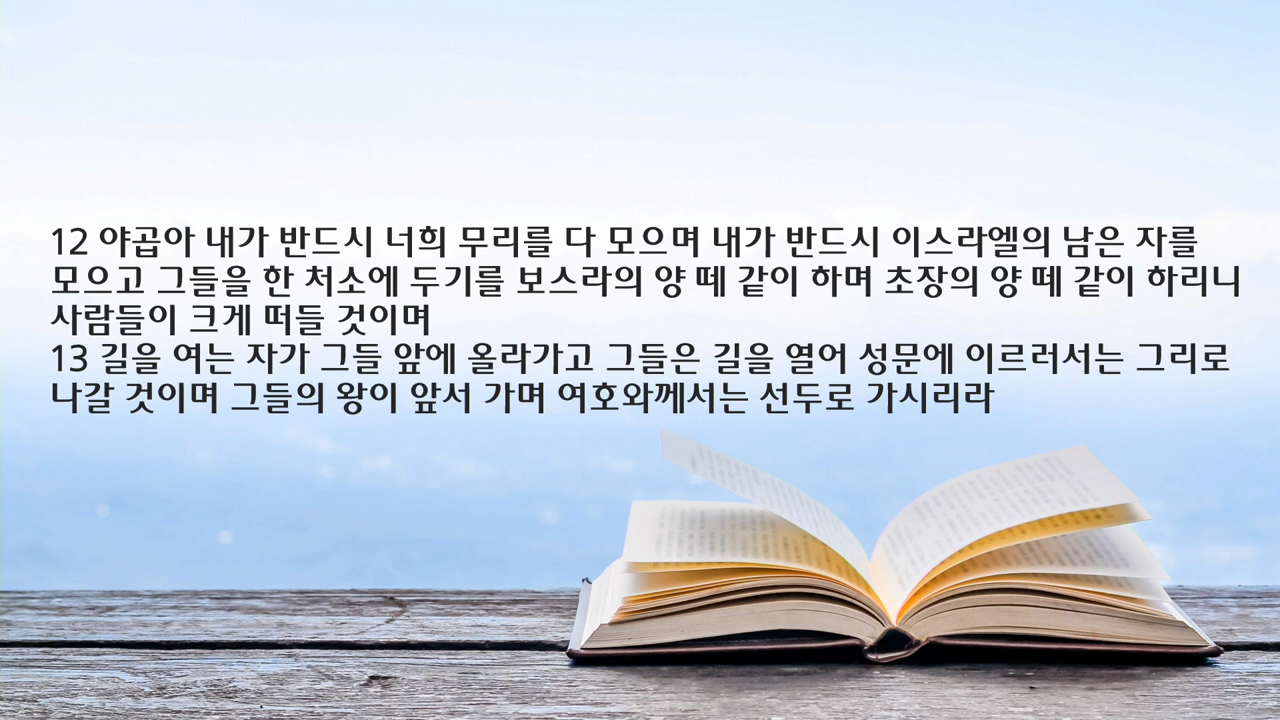 12 야곱아 내가 반드시 너희 무리를 다 모으며 내가 반드시 이스라엘의 남은 자를
모으고 그들을 한 처소에 두기를 보스라의 양 떼 같이 하며 초장의 양 떼 같이 하리니
사람들이 크게 떠들 것이며
13 길을 여는 자가 그들 앞에 올라가고 그들은 길을 열어 성문에 이르러서는 그리로
나갈 것이며 그들의 왕이 앞서 가며 여호와께서는 선두로 가시리라